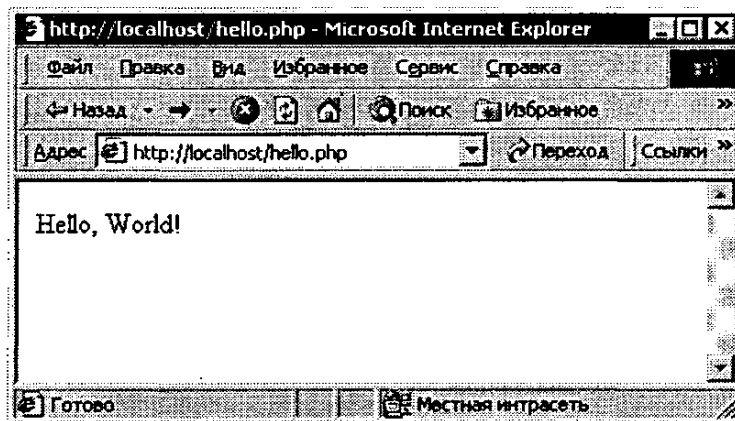 http://localhost/hello.php - Microsoft Internet Explorer
Файл Правка Вид Избранное Сервис Справка
Назад Поиск Избранное »
Адрес http://localhost/hello.php Переход Ссылки »
Hello, World!
Готово Местная интрасеть